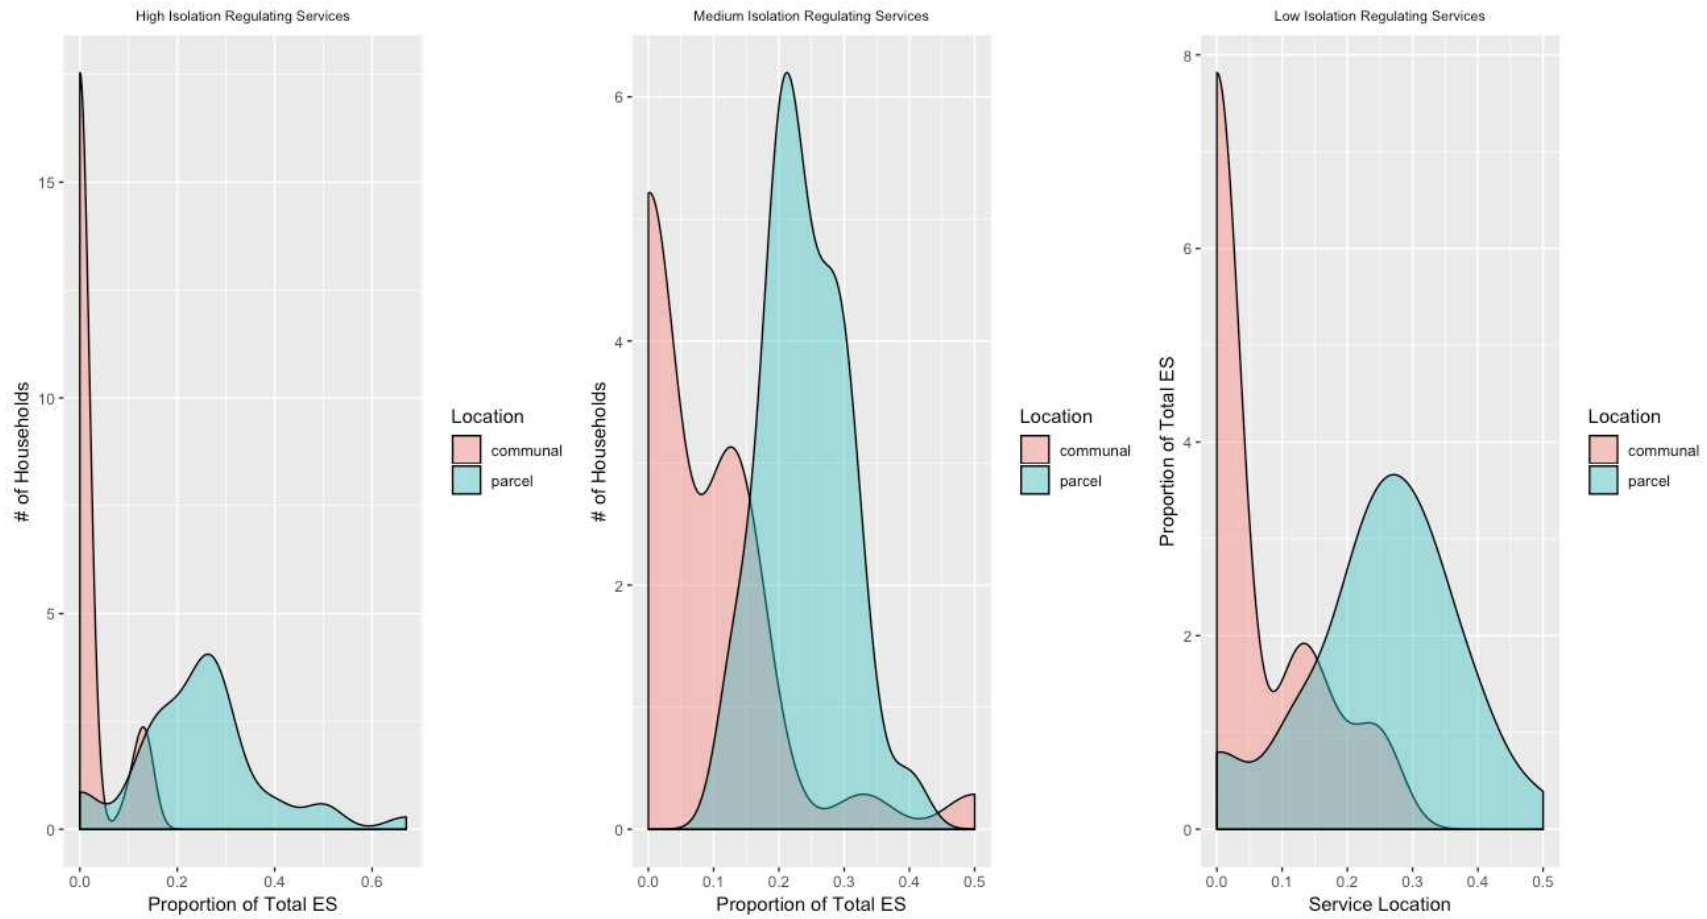 High Isolation Regulating Services
# of Households
15
10
5
0
0.0 0.2 0.4 0.6
Proportion of Total ES
Location
communal
parcel
Medium Isolation Regulating Services
# of Households
6
4
2
0
0.0 0.1 0.2 0.3 0.4 0.5
Proportion of Total ES
Location
communal
parcel
Low Isolation Regulating Services
Proportion of Total ES
8
6
4
2
0
0.0 0.1 0.2 0.3 0.4 0.5
Service Location
Location
communal
parcel